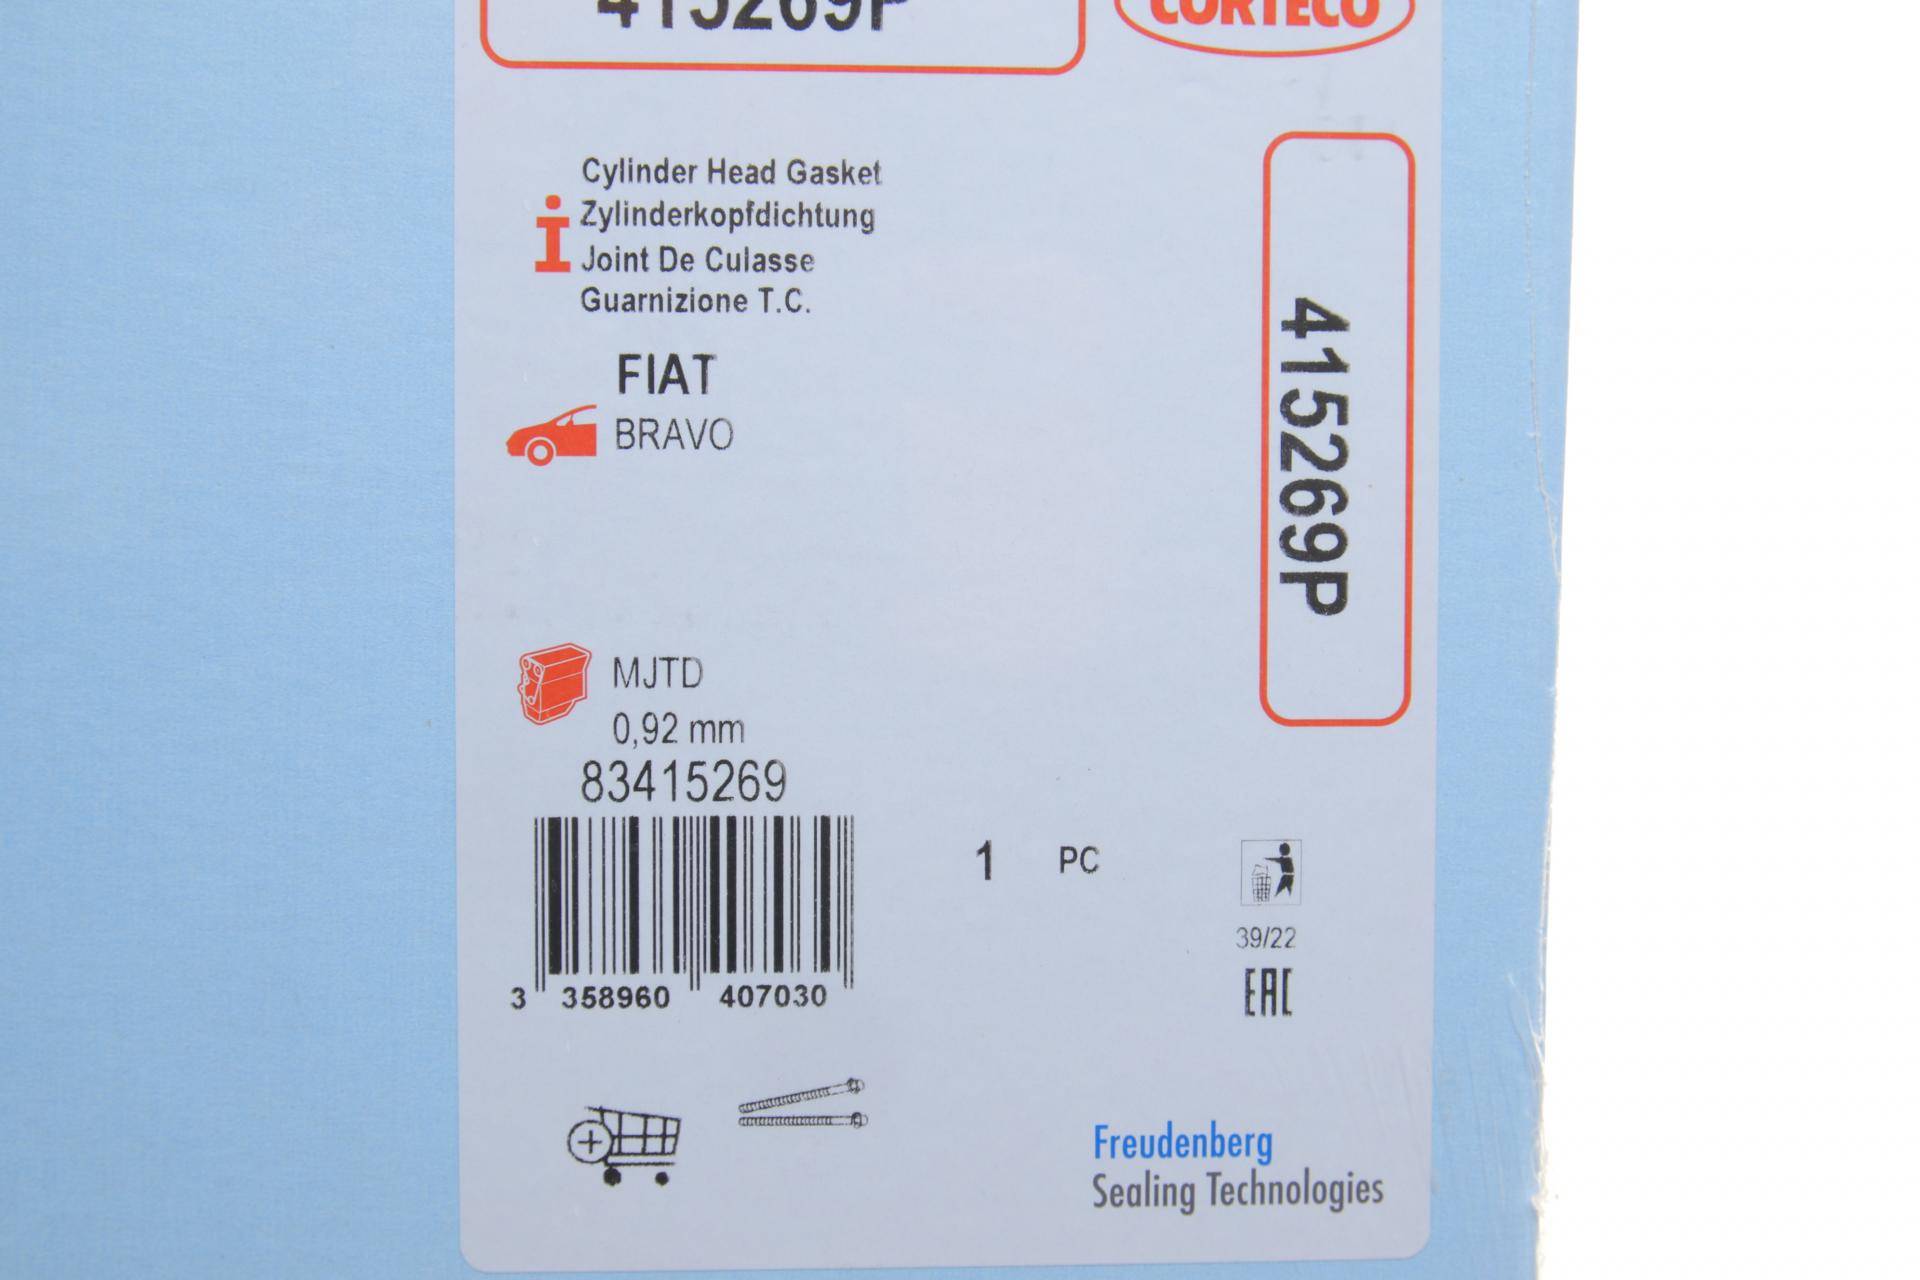 415269P
CORTECO
Cylinder Head Gasket
Zylinderkopfdichtung
Joint De Culasse
Guarnizione T.C.
FIAT
BRAVO
415269P
MJTD
0,92 mm
83415269
3 358960 407030
1 PC
39/22
EAC
Freudenberg
Sealing Technologies